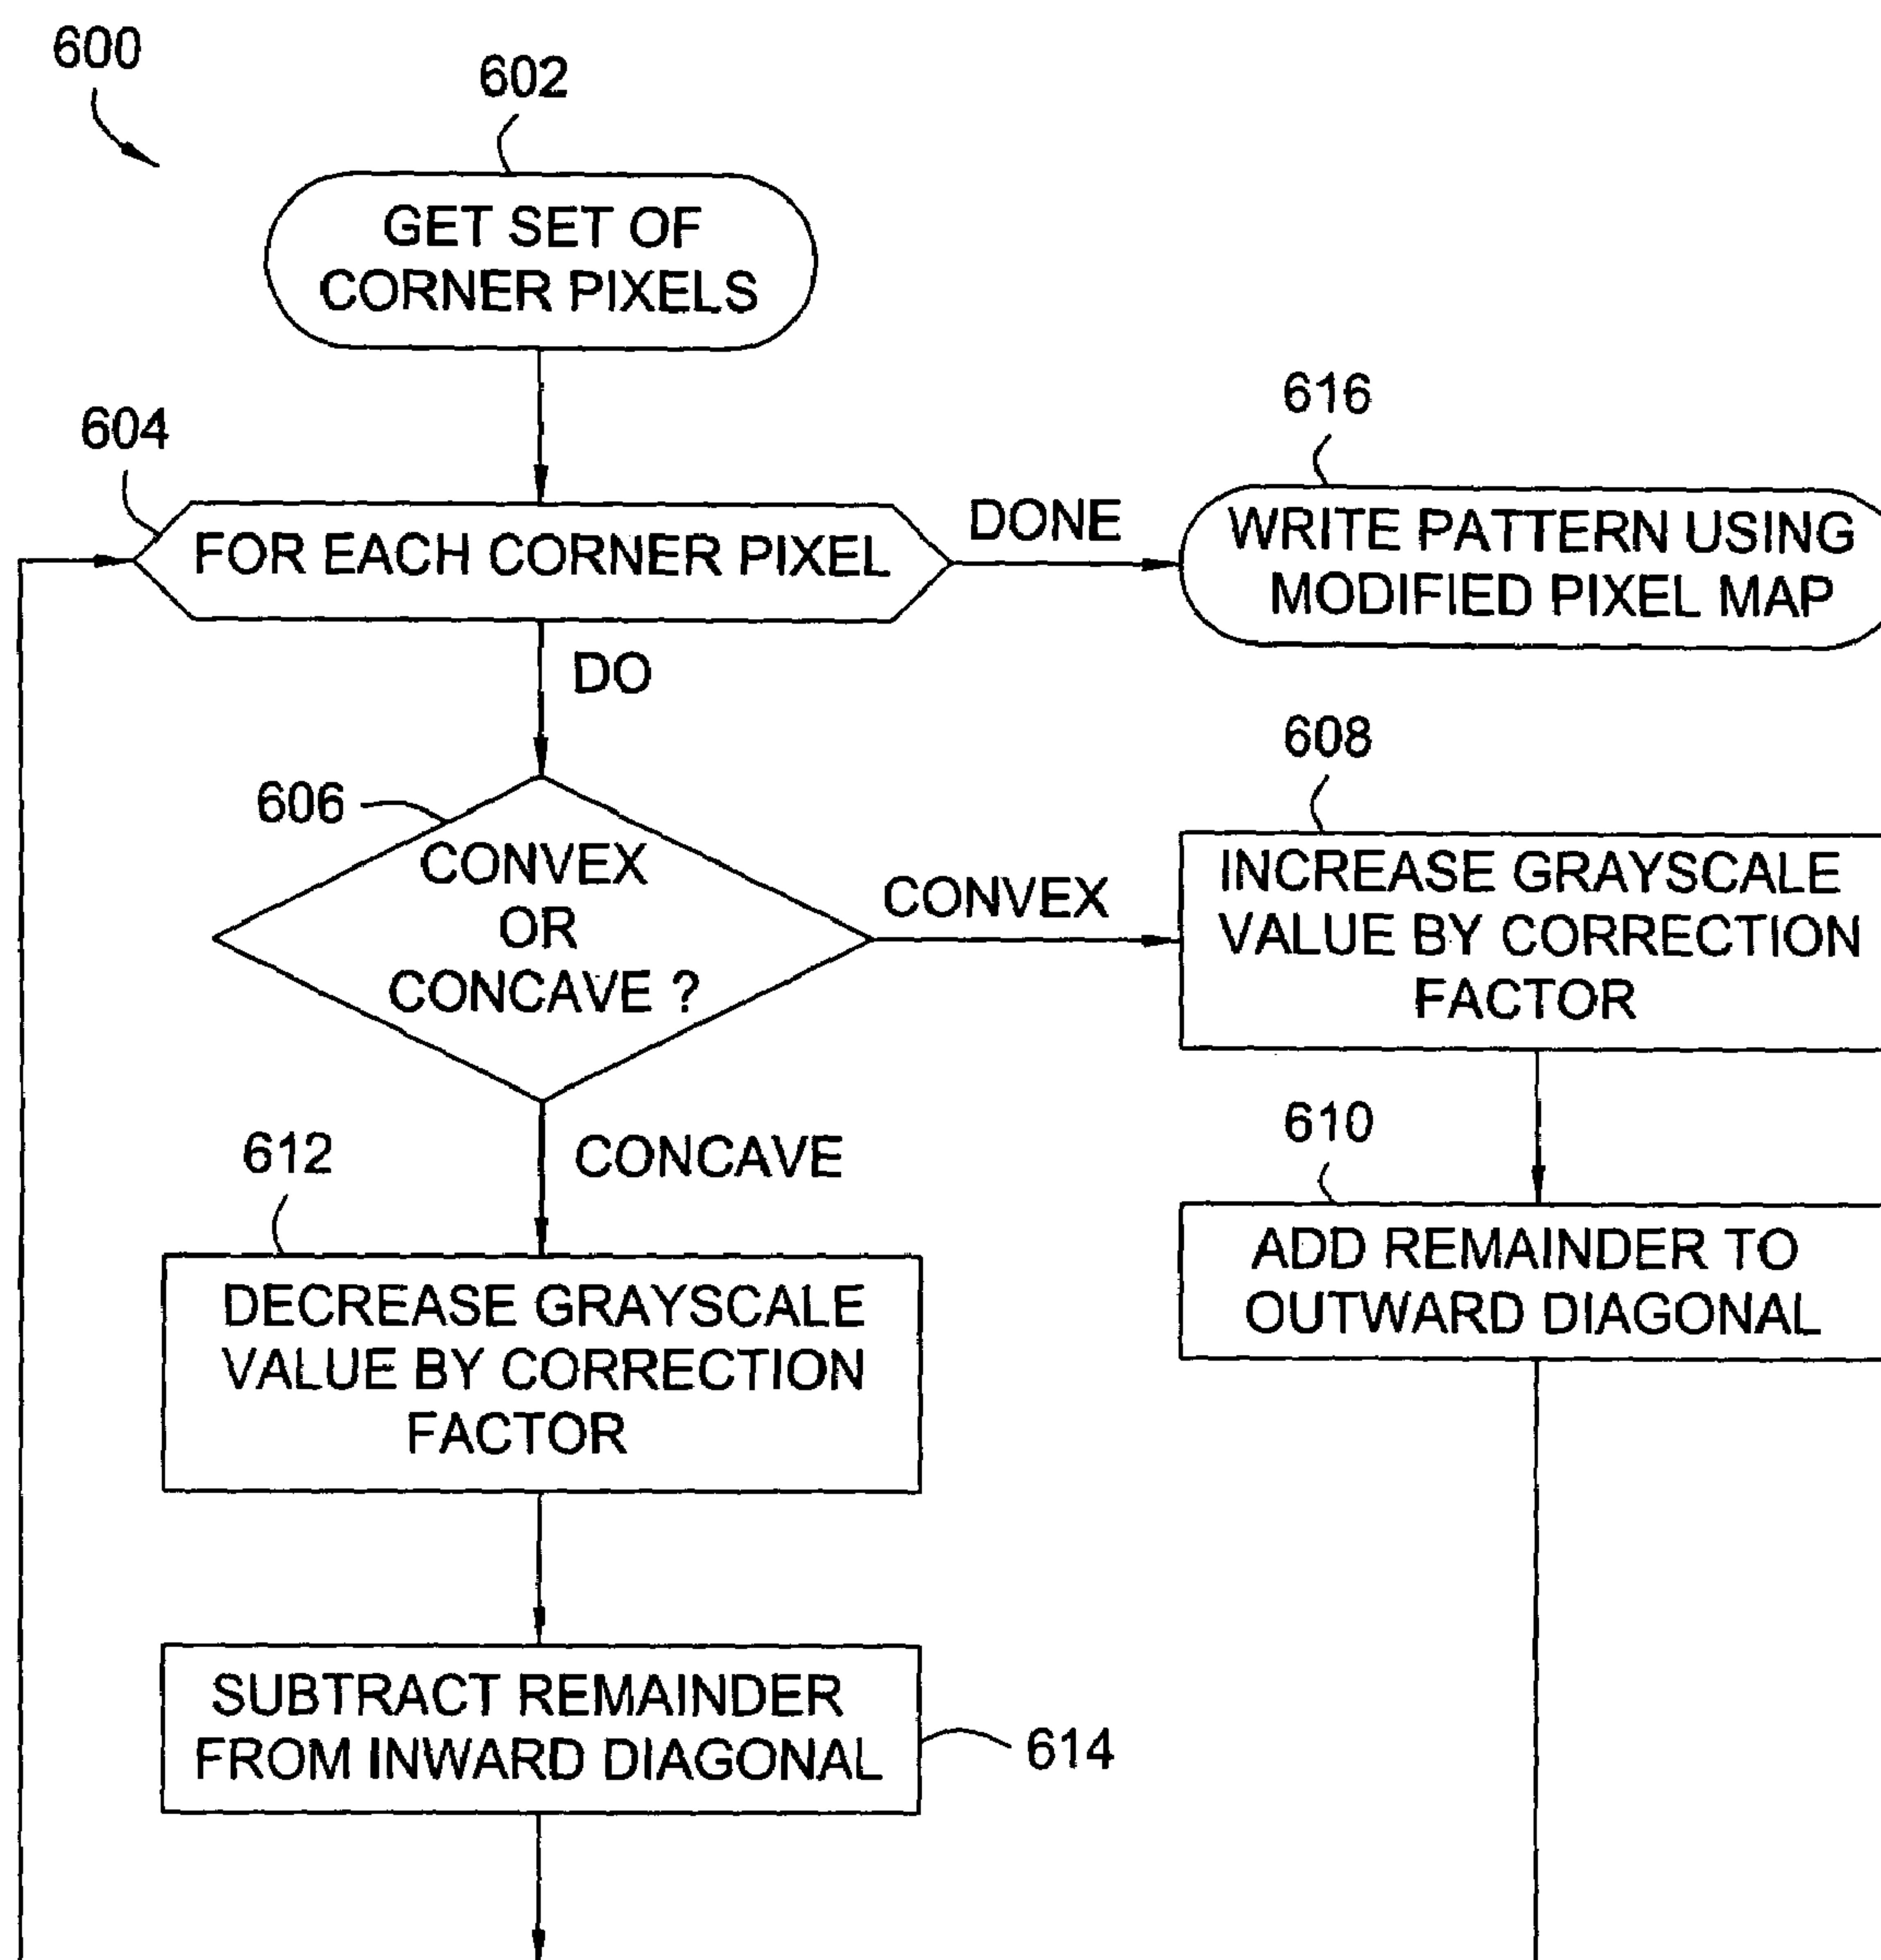 600
602
GET SET OF
CORNER PIXELS
604
FOR EACH CORNER PIXEL
DONE
616
WRITE PATTERN USING
MODIFIED PIXEL MAP
DO
606
CONVEX
OR
CONCAVE ?
CONVEX
608
INCREASE GRAYSCALE
VALUE BY CORRECTION
FACTOR
610
ADD REMAINDER TO
OUTWARD DIAGONAL
CONCAVE
612
DECREASE GRAYSCALE
VALUE BY CORRECTION
FACTOR
SUBTRACT REMAINDER
FROM INWARD DIAGONAL
614